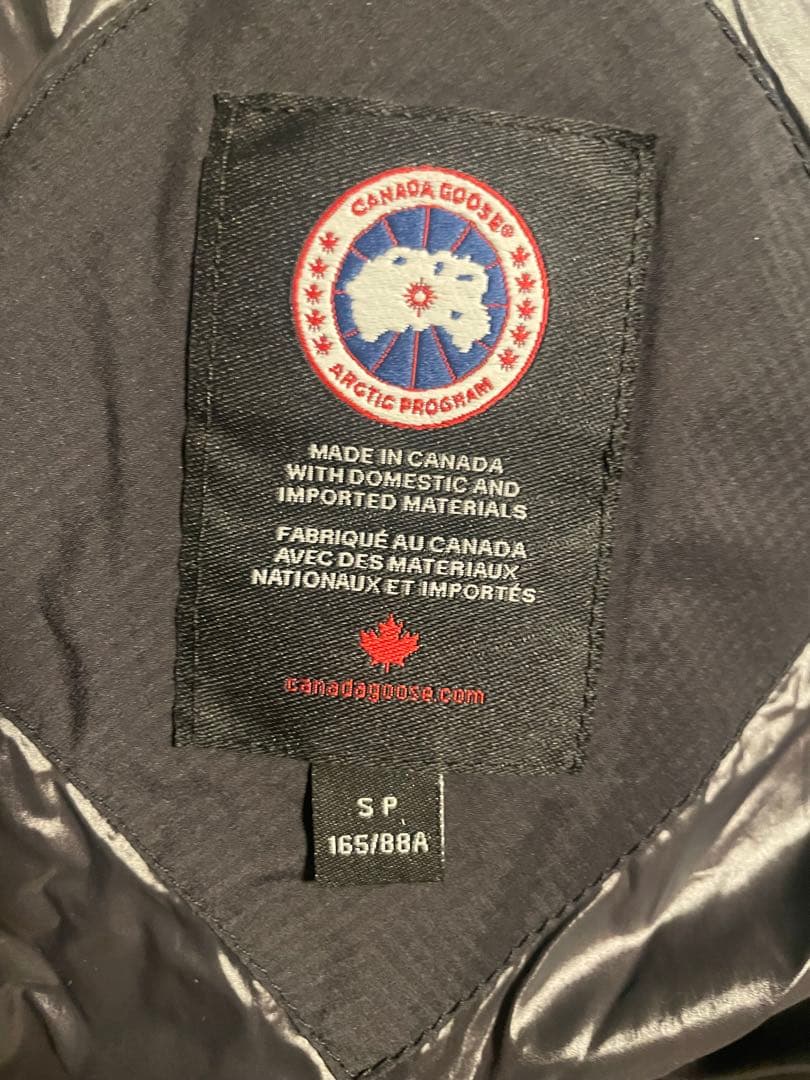 CANADA GOOSE®
ARCTIC PROGRAM
MADE IN CANADA
WITH DOMESTIC AND
IMPORTED MATERIALS
FABRIQUÉ AU CANADA
AVEC DES MATERIAUX
NATIONAUX ET IMPORTÉS
canadagoose.com
S P
165/88A